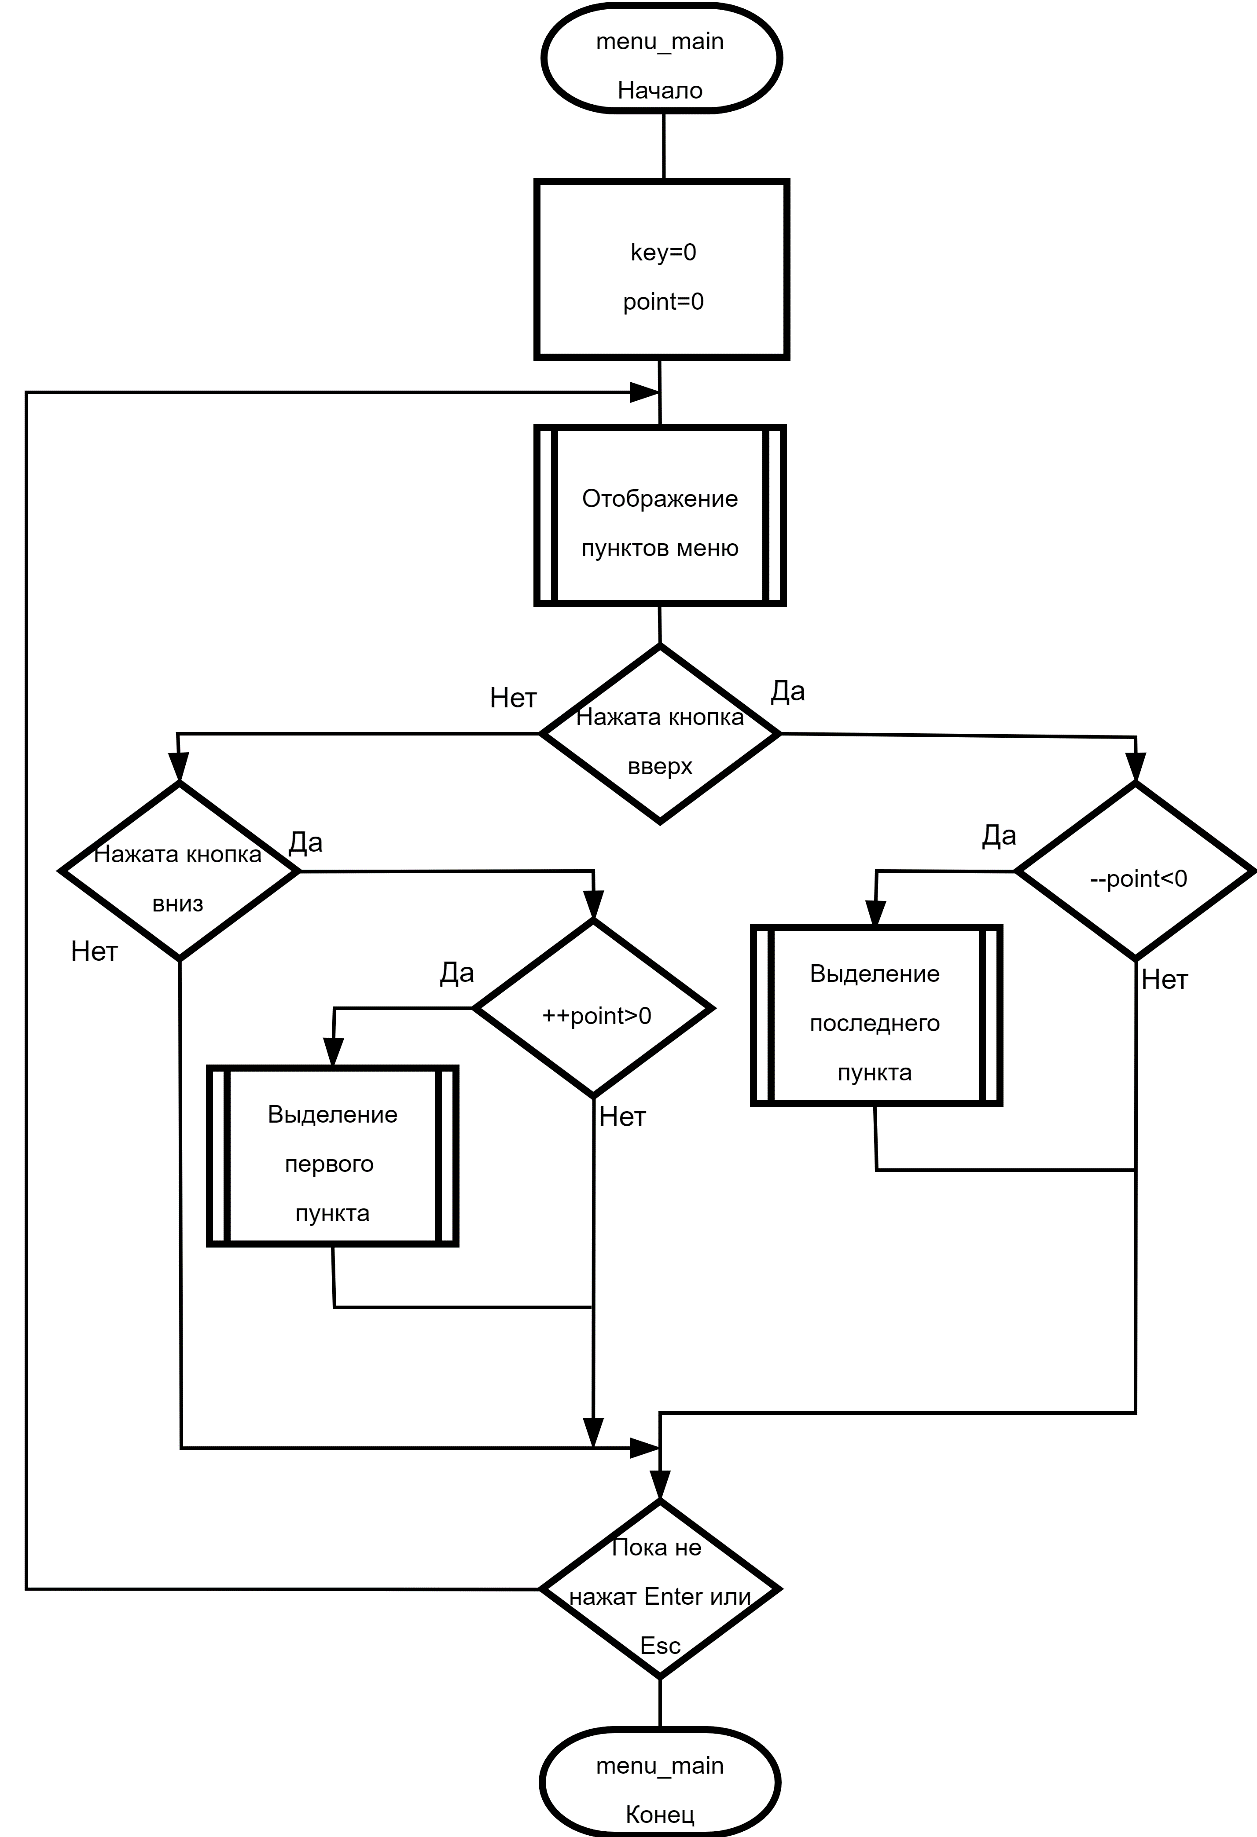 menu_main
Начало
key=0
point=0
Отображение
пунктов меню
Нет
Да
Нажата кнопка
вверх
Нажата кнопка
вниз
Да
Нет
Да
--point<0
Нет
Да
++point>0
Нет
Выделение
последнего
пункта
Выделение
первого
пункта
Пока не
нажат Enter или
Esc
menu_main
Конец